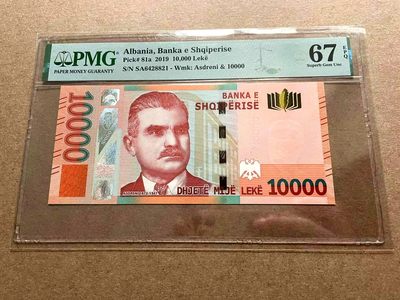 PMG
PAPER MONEY GUARANTY
Albania, Banka e Shqiperise
Pick# 81a 2019 10,000 Lekë
S/N SA6428821 - Wmk: Asdreni & 10000
67 EPQ
Superb Gem Unc
10000
BANKA E
SHQIPËRISË
DHJETË MIJË LEKË 10000